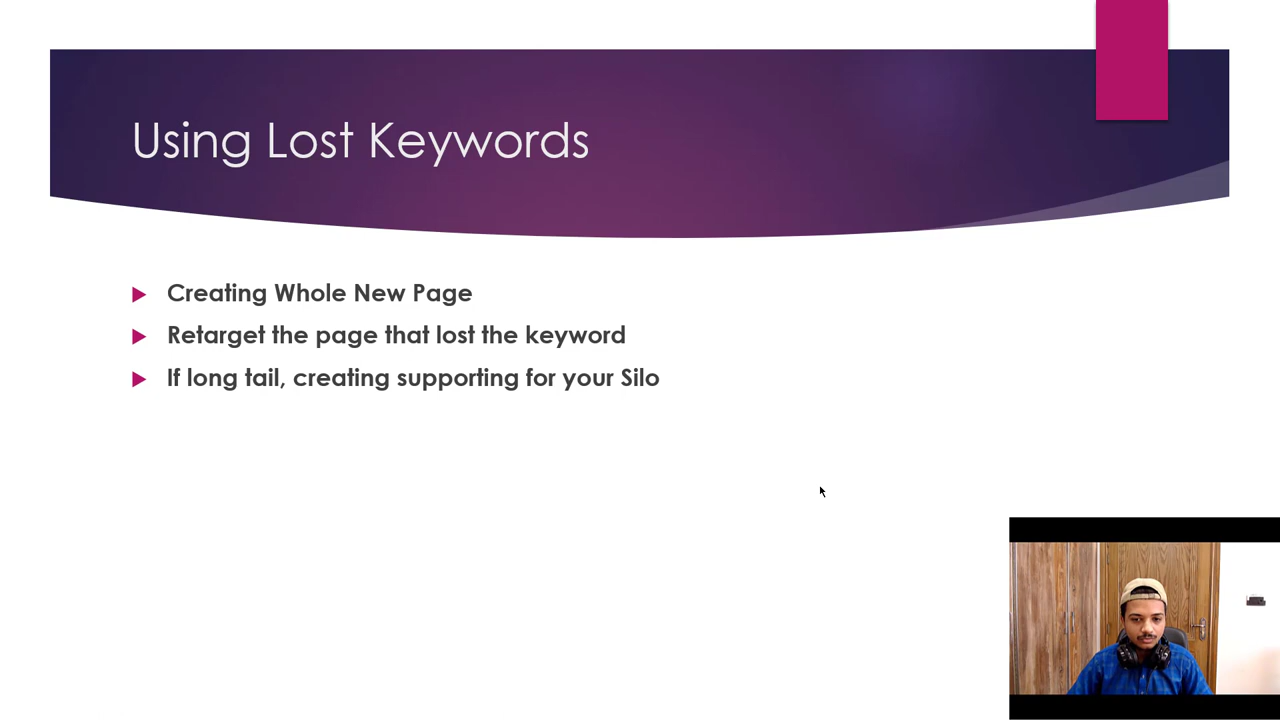 Using Lost Keywords
Creating Whole New Page
Retarget the page that lost the keyword
If long tail, creating supporting for your Silo